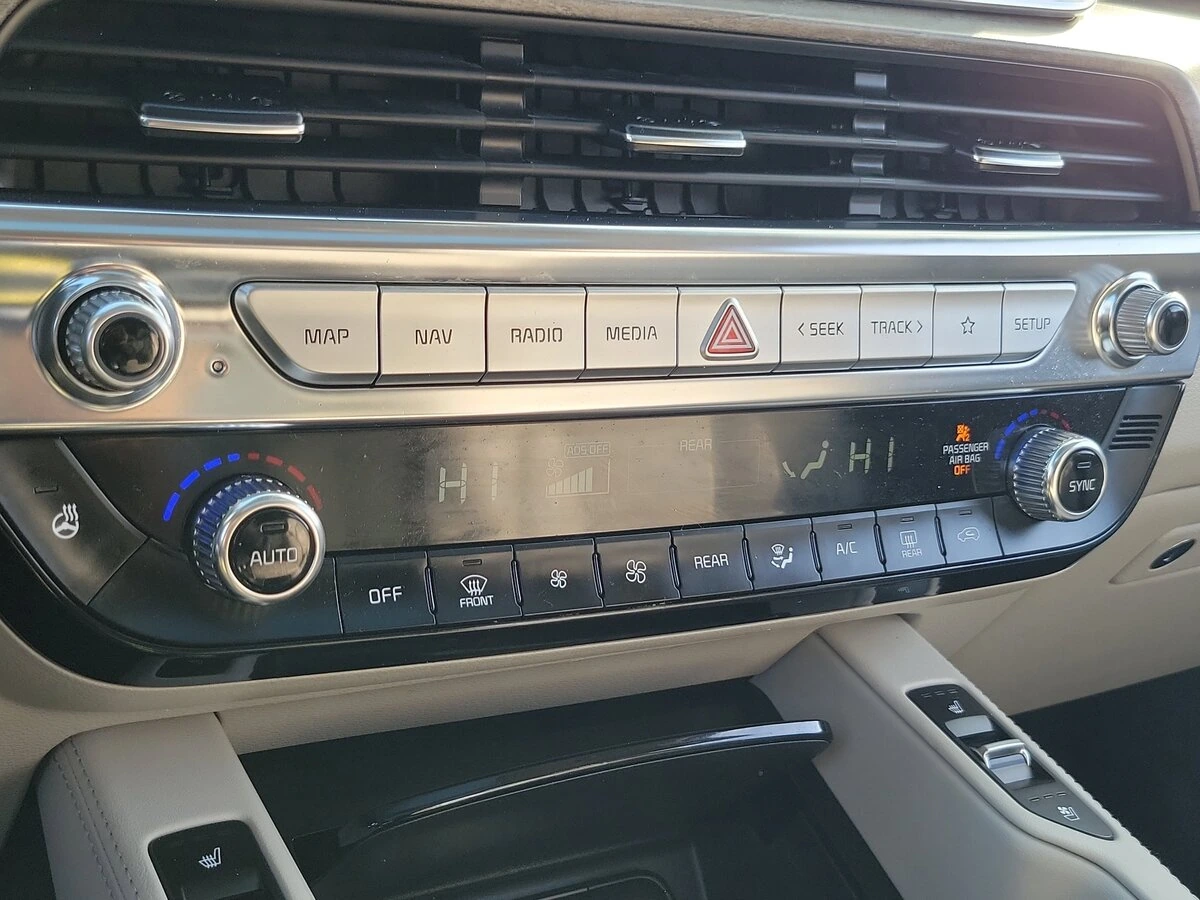 MAP
NAV
RADIO
MEDIA
< SEEK
TRACK >
SETUP
HI
ADS OFF
REAR
HI
PASSENGER
AIR BAG
OFF
AUTO
SYNC
OFF
FRONT
REAR
A/C
REAR